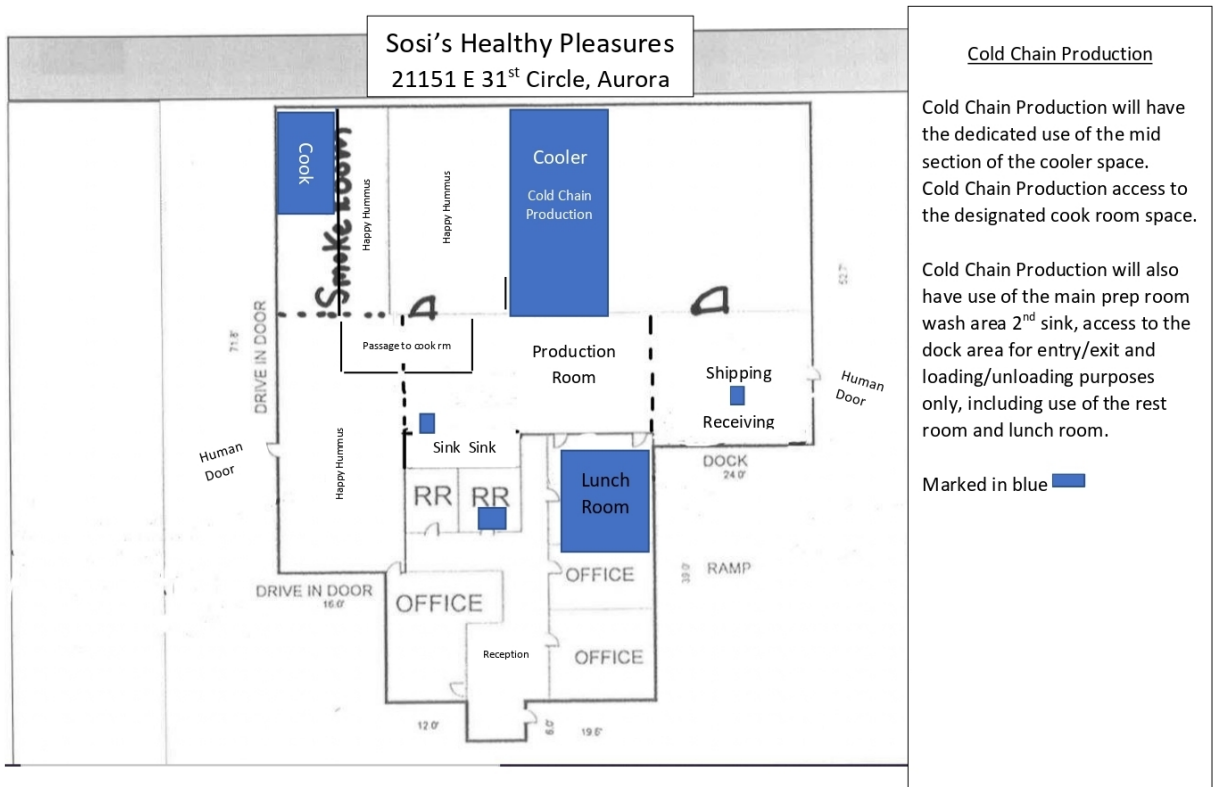 Sosi’s Healthy Pleasures
21151 E 31st Circle, Aurora
Cook
Smoke Room
Happy Hummus
Happy Hummus
Cooler
Cold Chain
Production
52.7'
71.8'
DRIVE IN DOOR
Passage to cook rm
Production
Room
Shipping
Receiving
Human
Door
Human
Door
Happy Hummus
Sink Sink
DOCK
24.0'
RR
RR
Lunch
Room
DRIVE IN DOOR
16.0'
OFFICE
OFFICE
39.0'
RAMP
Reception
OFFICE
12.0'
6.0'
19.6'
Cold Chain Production
Cold Chain Production will have
the dedicated use of the mid
section of the cooler space.
Cold Chain Production access to
the designated cook room space.
Cold Chain Production will also
have use of the main prep room
wash area 2nd sink, access to the
dock area for entry/exit and
loading/unloading purposes
only, including use of the rest
room and lunch room.
Marked in blue